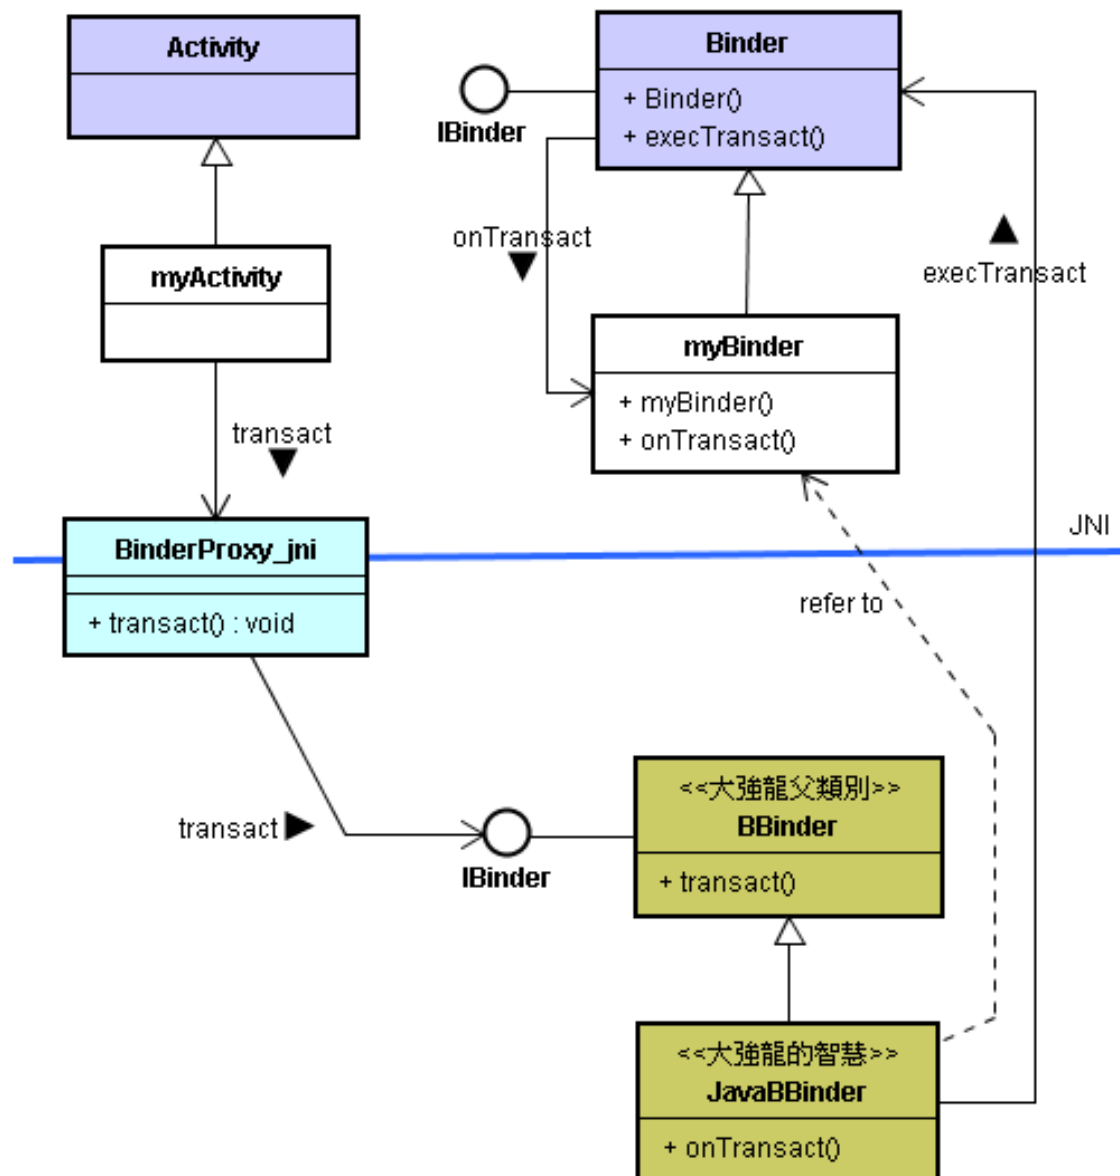 Activity
Binder
+ Binder()
+ execTransact()
IBinder
onTransact
execTransact
myActivity
myBinder
+ myBinder()
+ onTransact()
transact
JNI
BinderProxy_jni
+ transact() : void
refer to
<<大強龍父類別>>
BBinder
+ transact()
transact
IBinder
<<大強龍的智慧>>
JavaBBinder
+ onTransact()